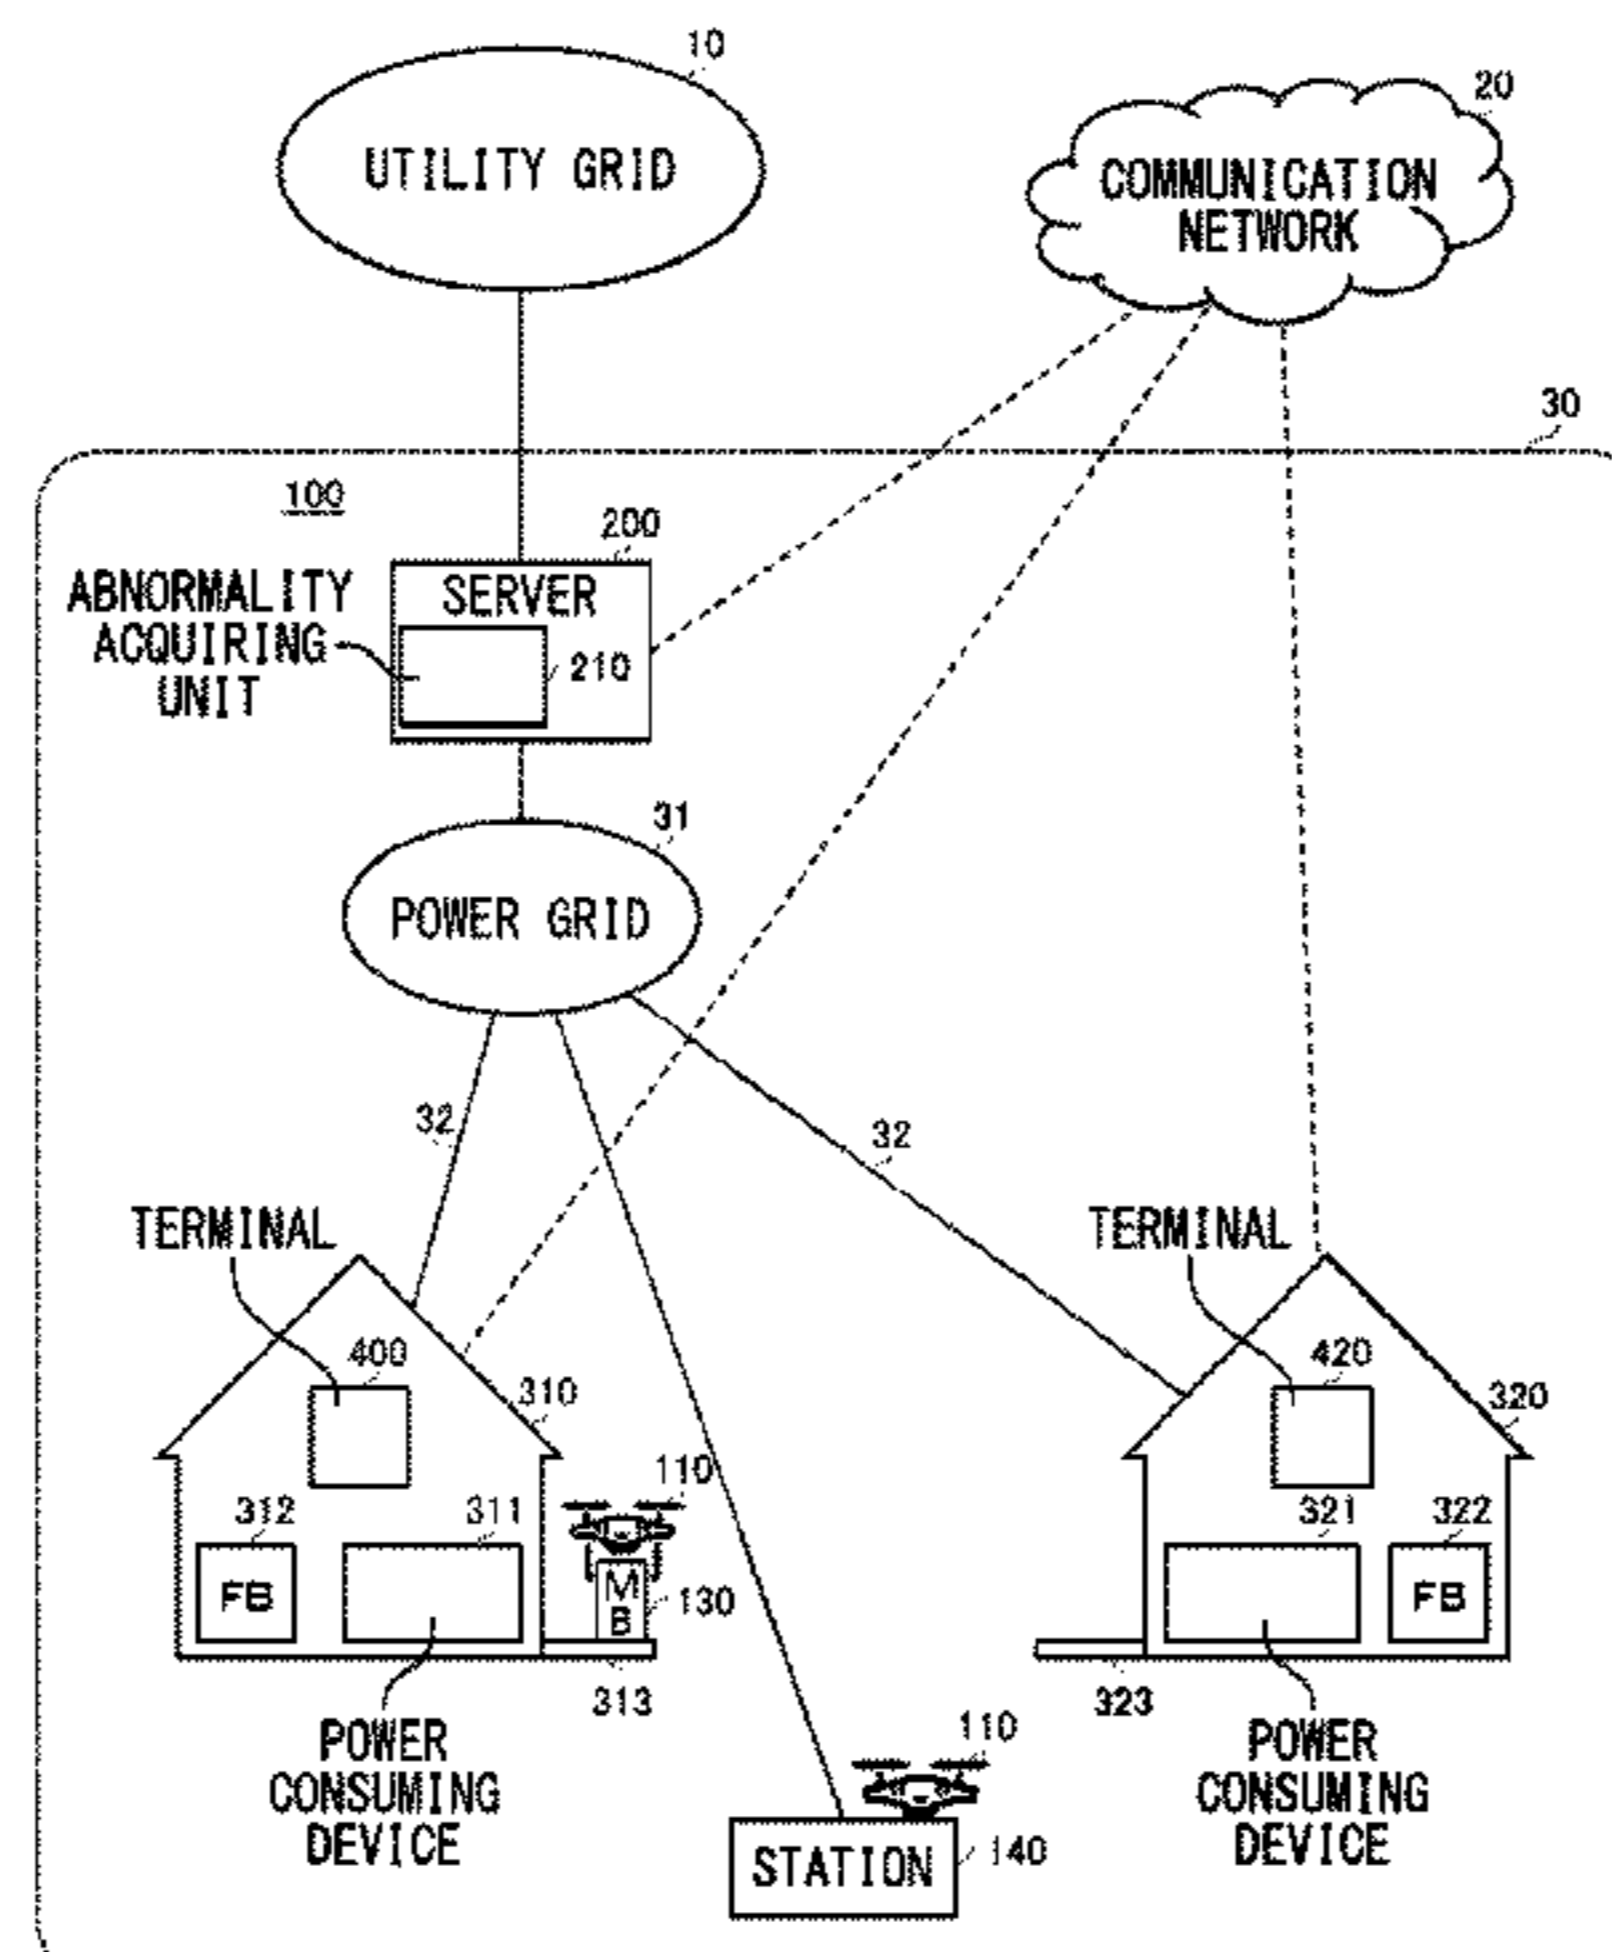 10
UTILITY GRID
20
COMMUNICATION
NETWORK
30
100
200
SERVER
ABNORMALITY
ACQUIRING
UNIT
210
31
POWER GRID
32
32
TERMINAL
400
310
110
312
FB
311
M
B
130
313
POWER
CONSUMING
DEVICE
TERMINAL
420
320
321
322
FB
323
POWER
CONSUMING
DEVICE
110
STATION
140